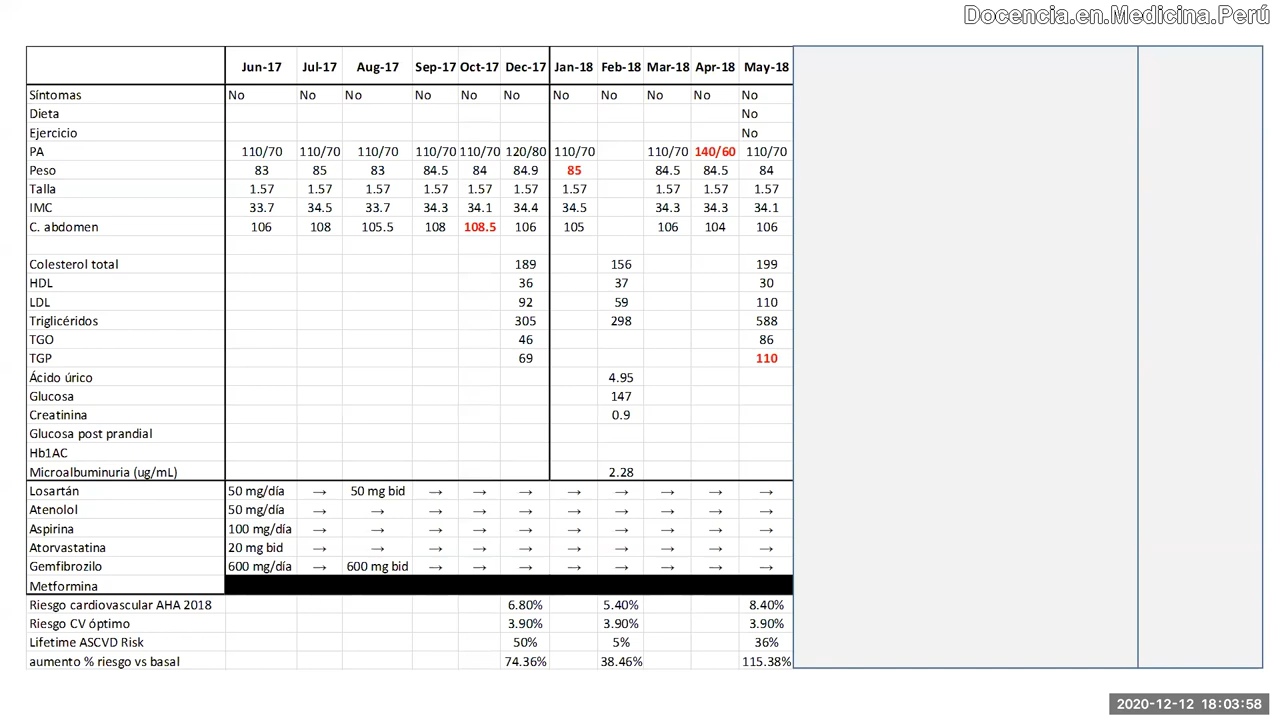 Docencia.en.Medicina.Perú
Jun-17 Jul-17 Aug-17 Sep-17 Oct-17 Dec-17 Jan-18 Feb-18 Mar-18 Apr-18 May-18
Síntomas No No No No No No No No No No No
Dieta No
Ejercicio No
PA 110/70 110/70 110/70 110/70 110/70 120/80 110/70 110/70 140/60 110/70
Peso 83 85 83 84.5 84 84.9 85 84.5 84.5 84
Talla 1.57 1.57 1.57 1.57 1.57 1.57 1.57 1.57 1.57 1.57
IMC 33.7 34.5 33.7 34.3 34.1 34.4 34.5 34.3 34.3 34.1
C. abdomen 106 108 105.5 108 108.5 106 105 106 104 106
Colesterol total 189 156 199
HDL 36 37 30
LDL 92 59 110
Triglicéridos 305 298 588
TGO 46 86
TGP 69 110
Ácido úrico 4.95
Glucosa 147
Creatinina 0.9
Glucosa post prandial
Hb1AC
Microalbuminuria (ug/mL) 2.28
Losartán 50 mg/día → 50 mg bid → → → → → → → →
Atenolol 50 mg/día → → → → → → → → → →
Aspirina 100 mg/día → → → → → → → → → →
Atorvastatina 20 mg bid → → → → → → → → → →
Gemfibrozilo 600 mg/día → 600 mg bid → → → → → → → →
Metformina
Riesgo cardiovascular AHA 2018 6.80% 5.40% 8.40%
Riesgo CV óptimo 3.90% 3.90% 3.90%
Lifetime ASCVD Risk 50% 5% 36%
aumento % riesgo vs basal 74.36% 38.46% 115.38%
2020-12-12 18:03:58